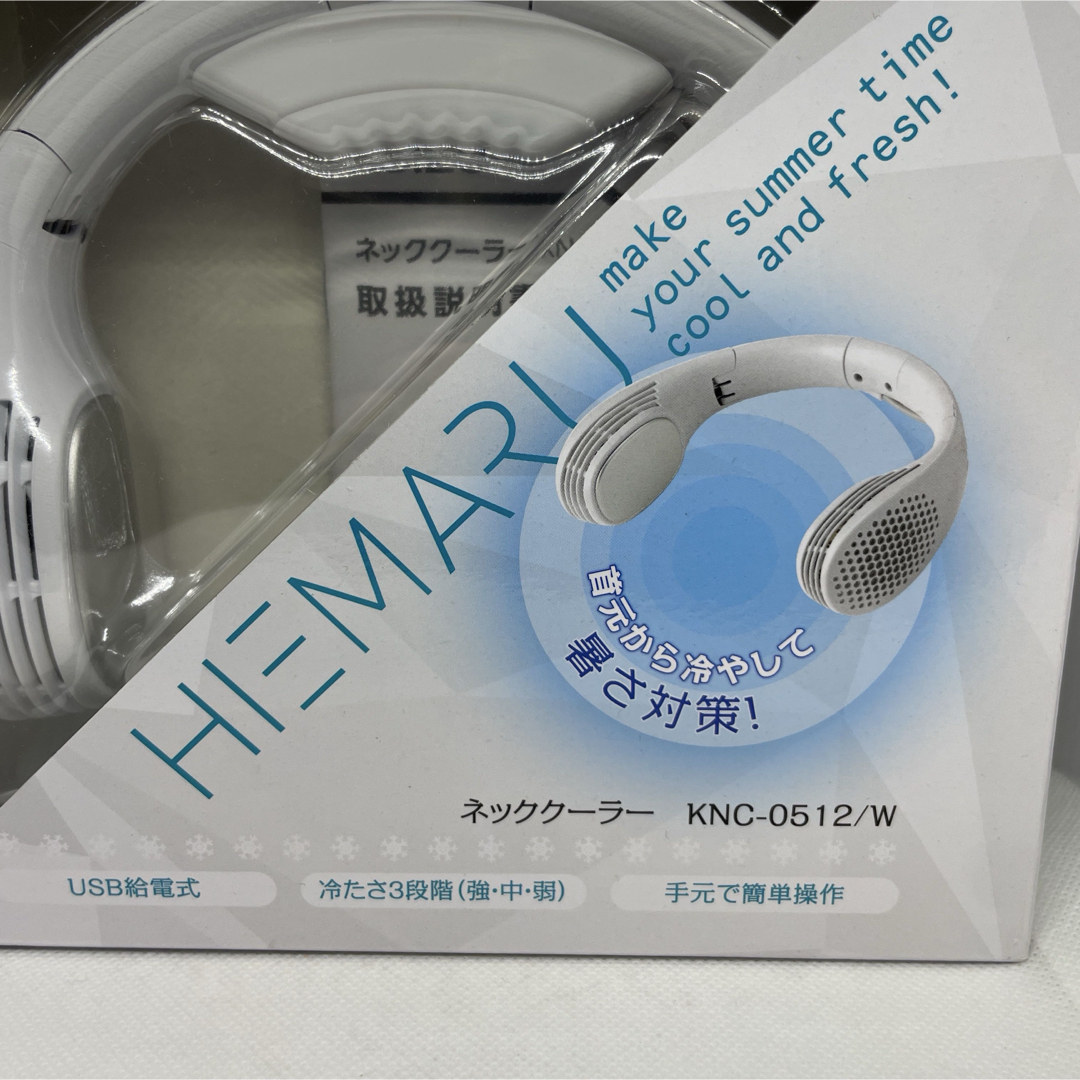 make
your summer time
cool and fresh!
ネッククーラー
取扱説明書
HIEMARU
首元から冷やして
暑さ対策!
ネッククーラー KNC-0512/W
USB給電式
冷たさ3段階(強・中・弱)
手元で簡単操作